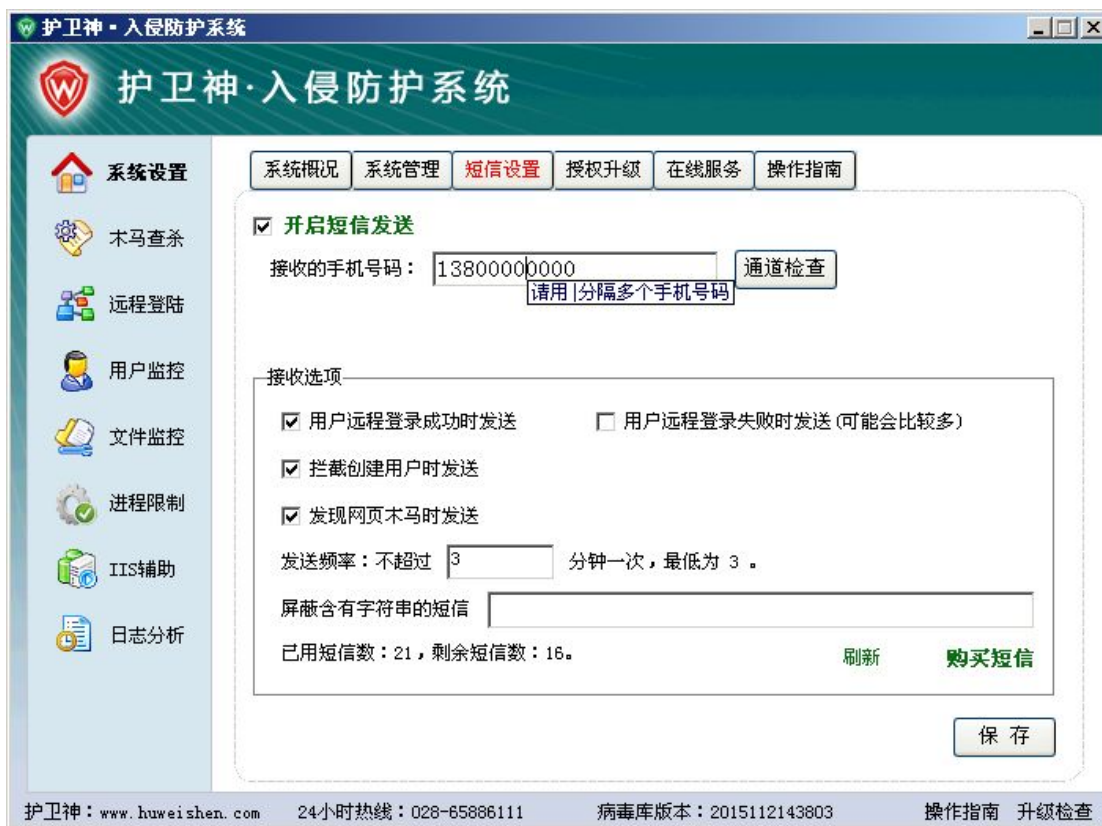 护卫神·入侵防护系统
护卫神·入侵防护系统
系统设置
木马查杀
远程登陆
用户监控
文件监控
进程限制
IIS辅助
日志分析
系统概况 系统管理 短信设置 授权升级 在线服务 操作指南
开启短信发送
接收的手机号码： 13800000000 通道检查
请用|分隔多个手机号码
接收选项
用户远程登录成功时发送 用户远程登录失败时发送(可能会比较多)
拦截创建用户时发送
发现网页木马时发送
发送频率：不超过 3 分钟一次，最低为 3 。
屏蔽含有字符串的短信
已用短信数：21，剩余短信数：16。 刷新 购买短信
保 存
护卫神：www.huweishen.com 24小时热线：028-65886111 病毒库版本：2015112143803 操作指南 升级检查